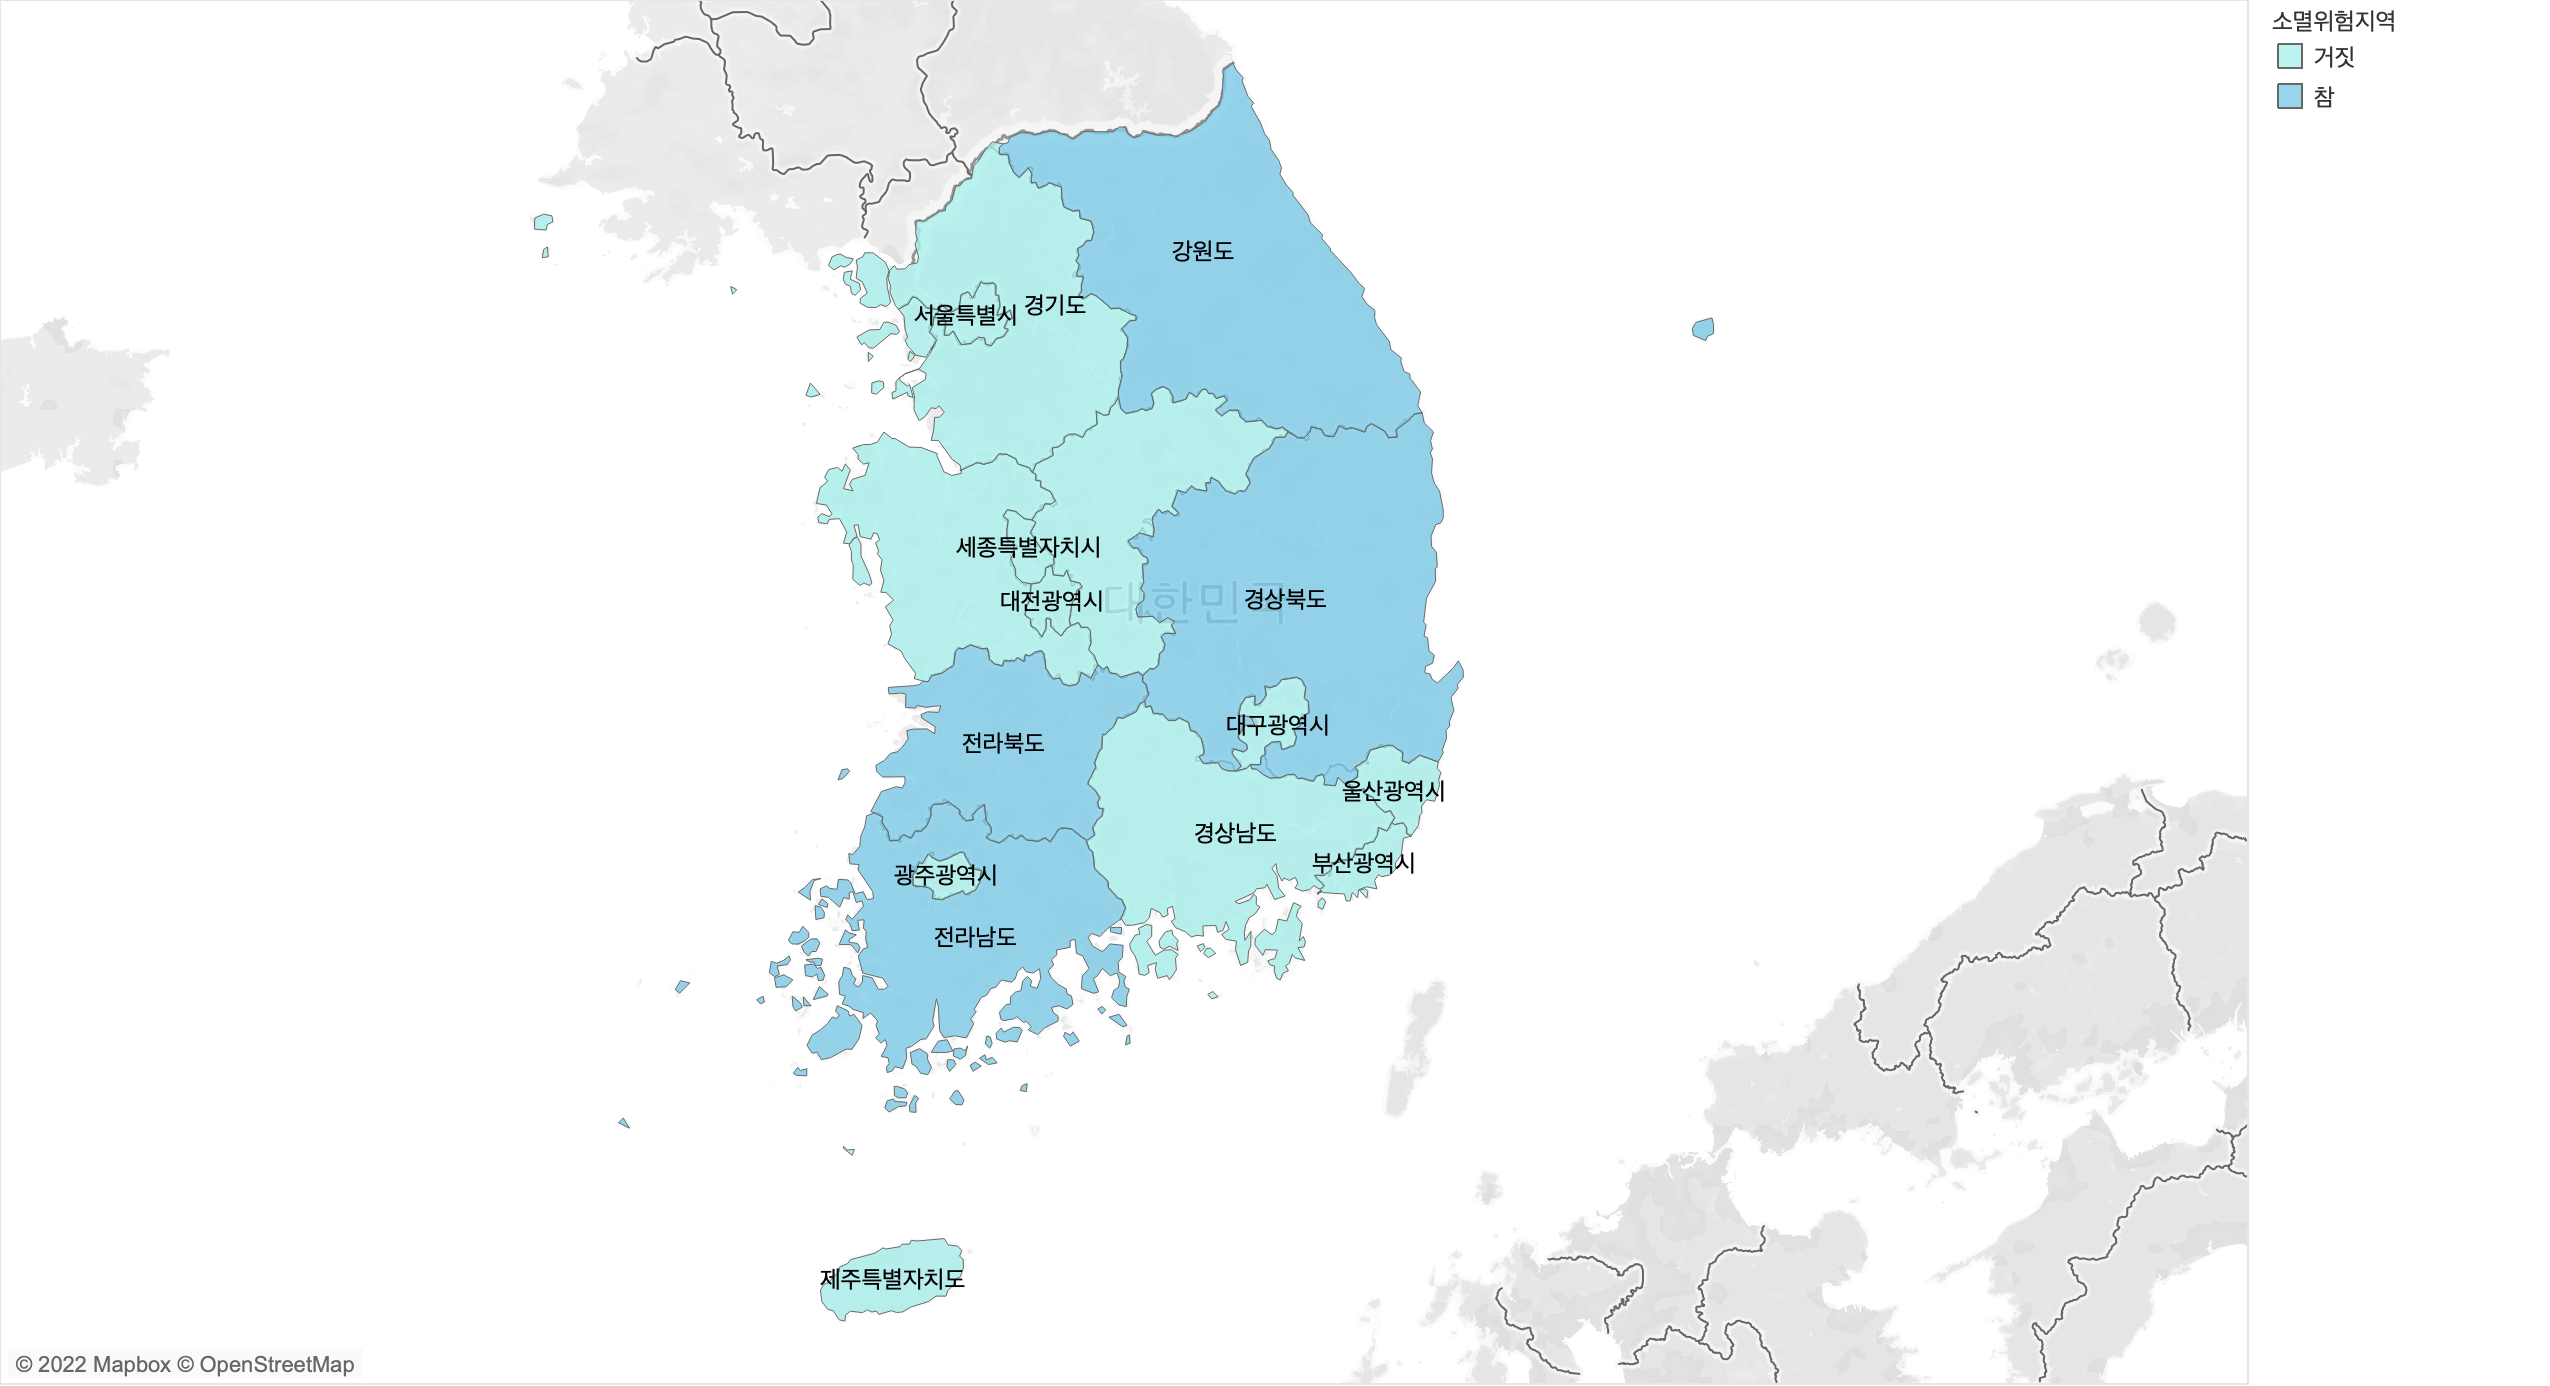 소멸위험지역
거짓
참
강원도
경기도
서울특별시
세종특별자치시
대전광역시
대한민국
경상북도
대구광역시
전라북도
울산광역시
경상남도
부산광역시
광주광역시
전라남도
제주특별자치도
© 2022 Mapbox © OpenStreetMap